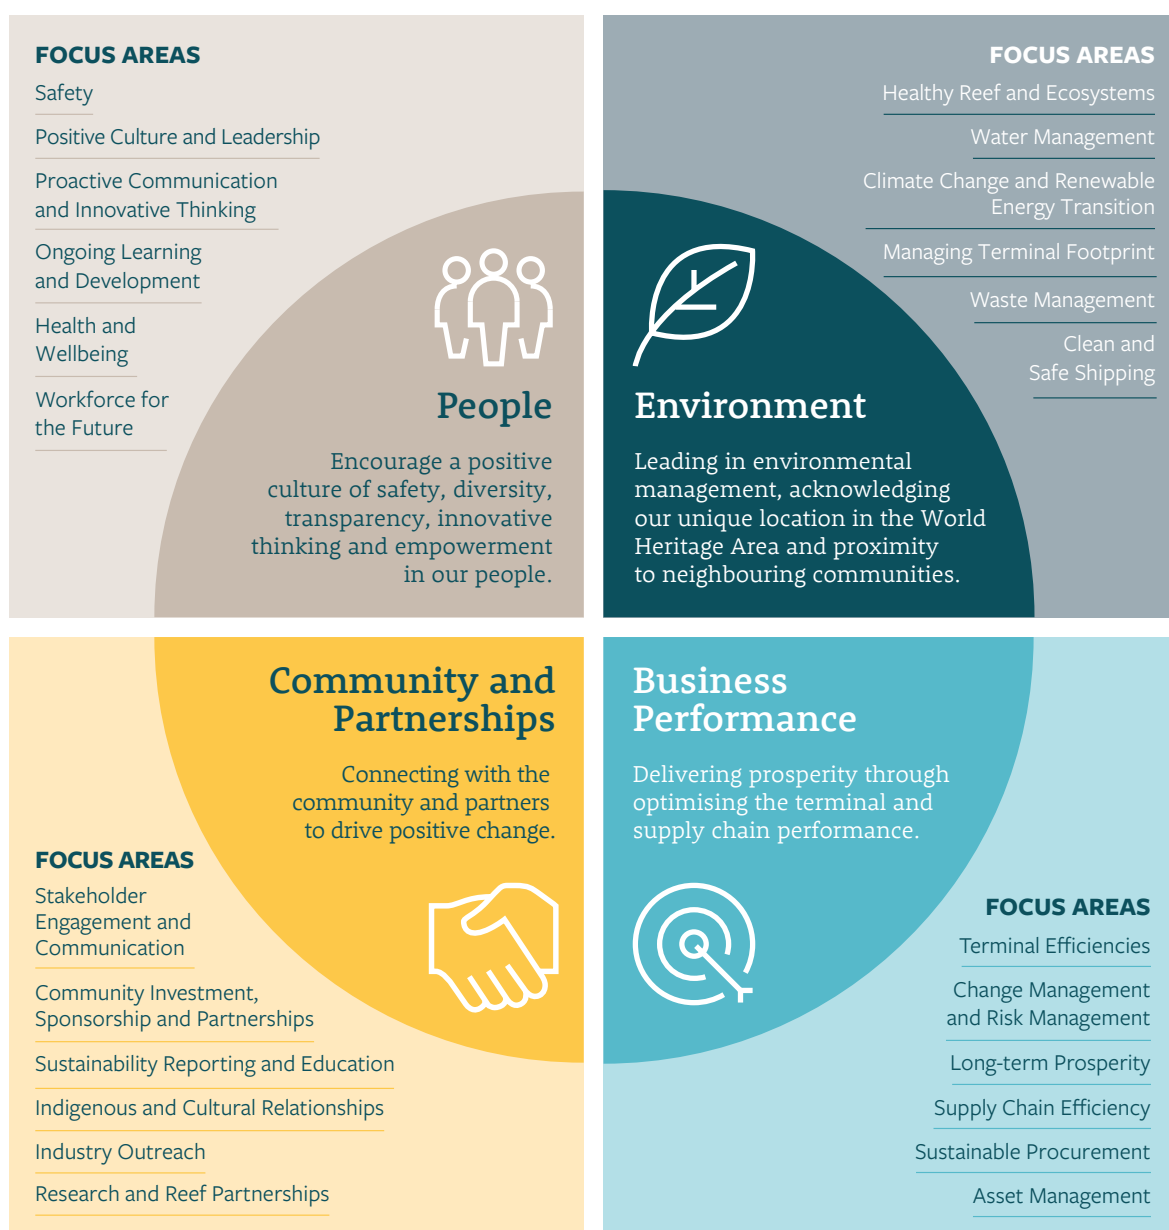 FOCUS AREAS
Safety
Positive Culture and Leadership
Proactive Communication
and Innovative Thinking
Ongoing Learning
and Development
Health and
Wellbeing
Workforce for
the Future
People
Encourage a positive
culture of safety, diversity,
transparency, innovative
thinking and empowerment
in our people.
FOCUS AREAS
Healthy Reef and Ecosystems
Water Management
Climate Change and Renewable
Energy Transition
Managing Terminal Footprint
Waste Management
Clean and
Safe Shipping
Environment
Leading in environmental
management, acknowledging
our unique location in the World
Heritage Area and proximity
to neighbouring communities.
Community and
Partnerships
Connecting with the
community and partners
to drive positive change.
FOCUS AREAS
Stakeholder
Engagement and
Communication
Community Investment,
Sponsorship and Partnerships
Sustainability Reporting and Education
Indigenous and Cultural Relationships
Industry Outreach
Research and Reef Partnerships
Business
Performance
Delivering prosperity through
optimising the terminal and
supply chain performance.
FOCUS AREAS
Terminal Efficiencies
Change Management
and Risk Management
Long-term Prosperity
Supply Chain Efficiency
Sustainable Procurement
Asset Management